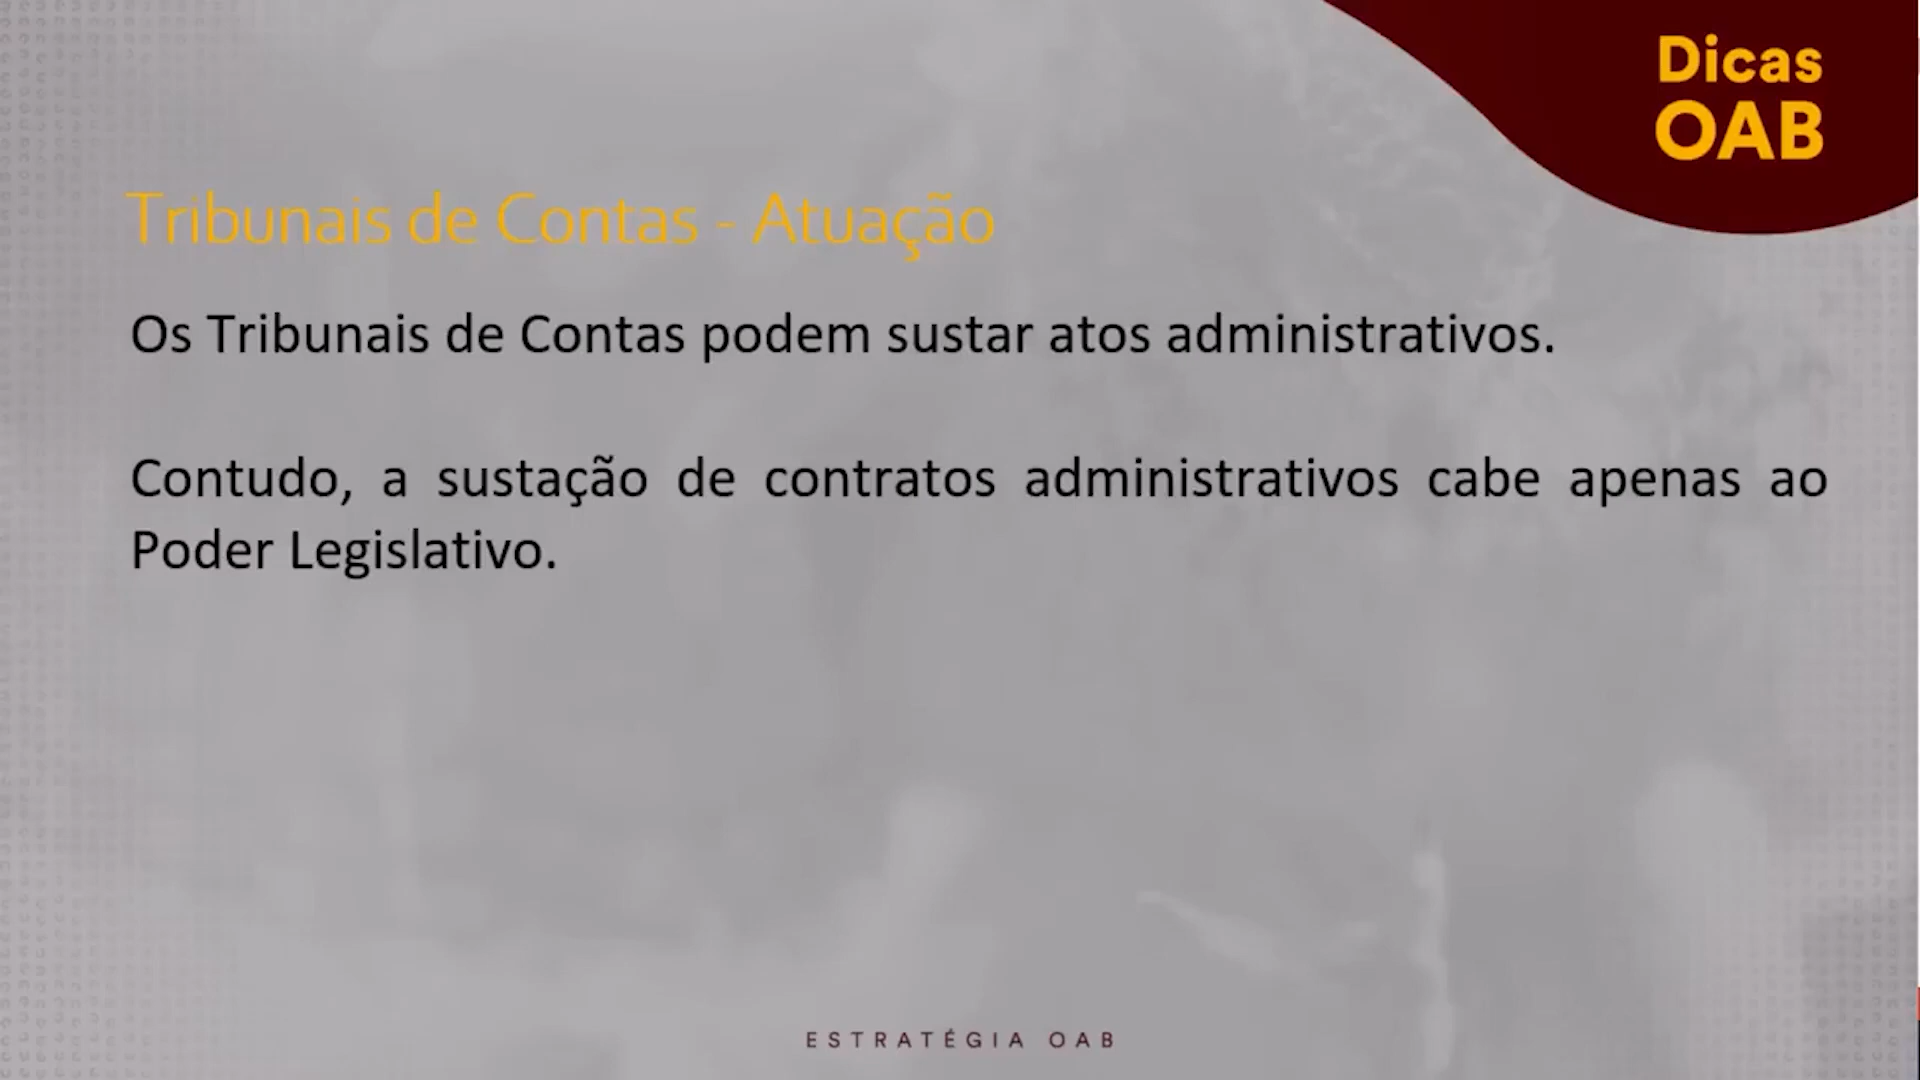 Dicas
OAB
Tribunais de Contas - Atuação
Os Tribunais de Contas podem sustar atos administrativos.
Contudo, a sustação de contratos administrativos cabe apenas ao
Poder Legislativo.
ESTRATÉGIA OAB